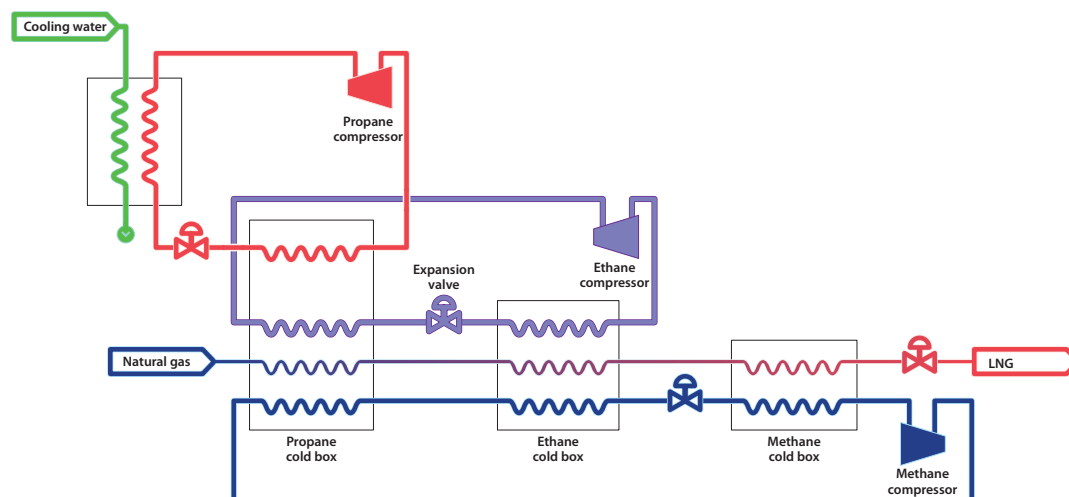 Cooling water
Propane
compressor
Expansion
valve
Ethane
compressor
Natural gas
LNG
Propane
cold box
Ethane
cold box
Methane
cold box
Methane
compressor